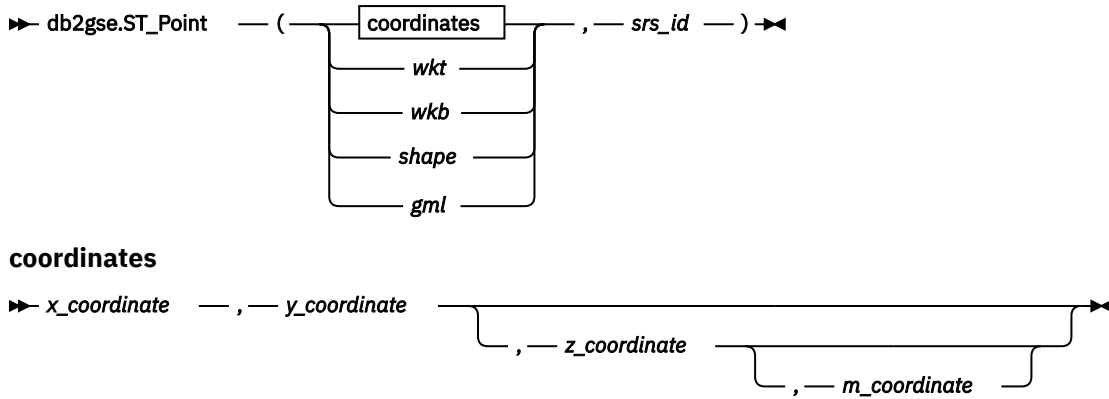 db2gse.ST_Point ( coordinates , srs_id )
wkt
wkb
shape
gml
coordinates
x_coordinate , y_coordinate
, z_coordinate
, m_coordinate